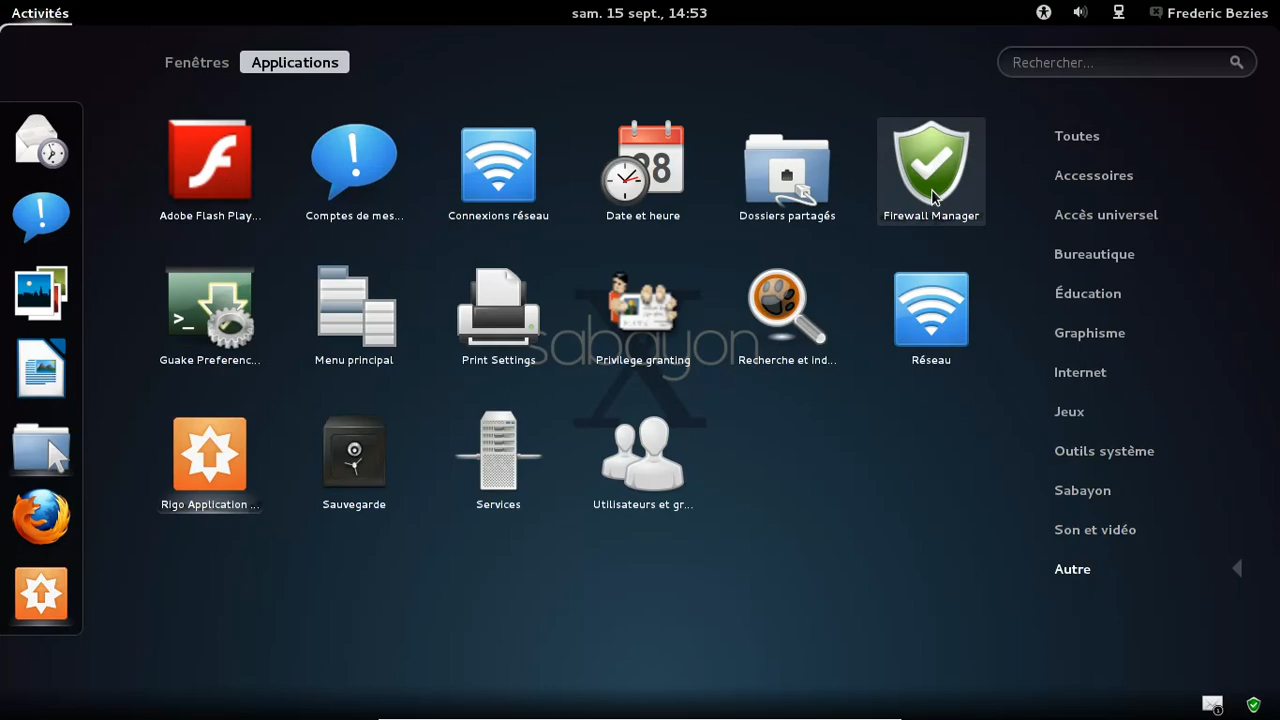 Activités
sam. 15 sept., 14:53
Frederic Bezies
Fenêtres
Applications
Rechercher...
Adobe Flash Play...
Comptes de mes...
Connexions réseau
Date et heure
Dossiers partagés
Firewall Manager
Guake Preferenc...
Menu principal
Print Settings
Privilege granting
Recherche et ind...
Réseau
Rigo Application ...
Sauvegarde
Services
Utilisateurs et gr...
sabayon
X
Toutes
Accessoires
Accès universel
Bureautique
Éducation
Graphisme
Internet
Jeux
Outils système
Sabayon
Son et vidéo
Autre